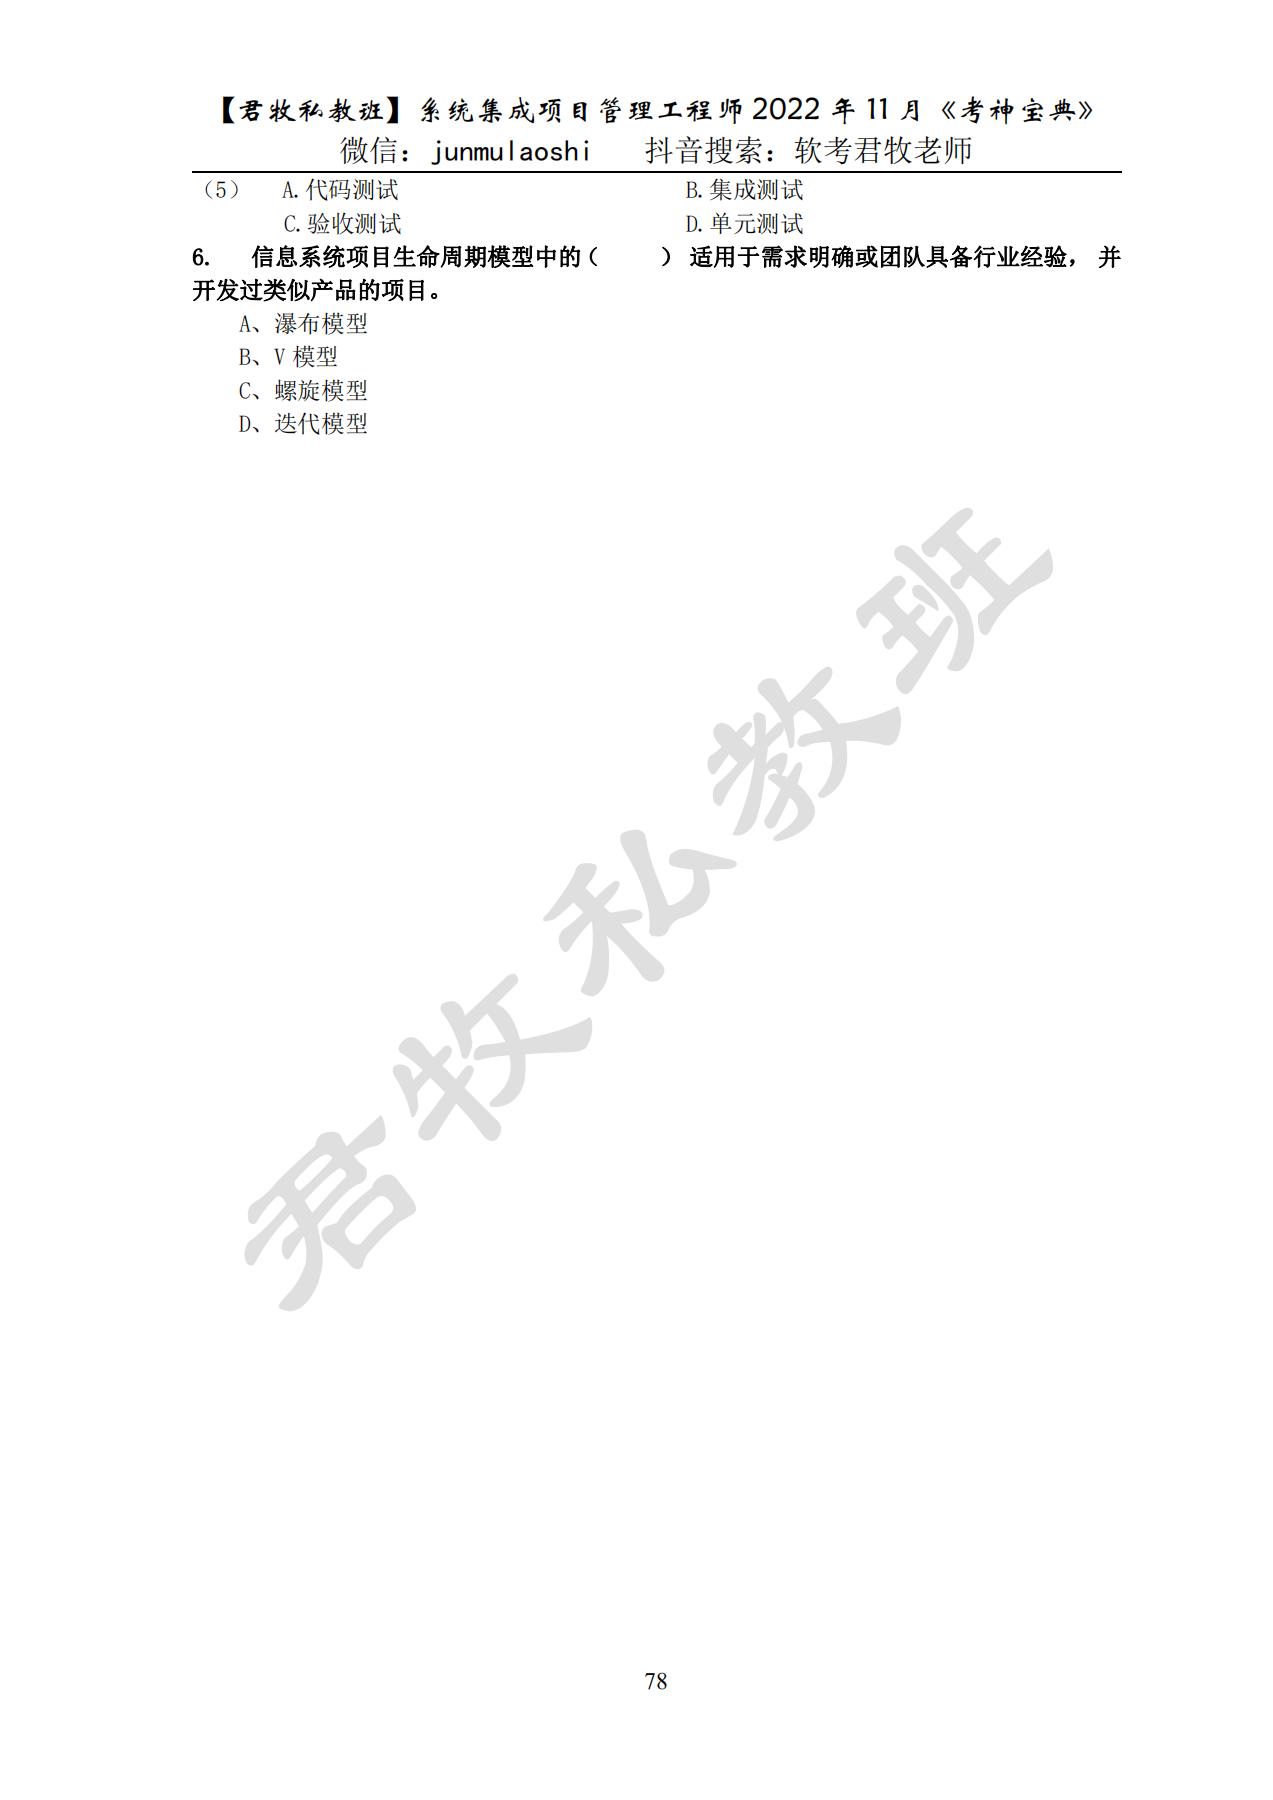 【君牧私教班】系统集成项目管理工程师2022年11月《考神宝典》
微信：junmulaoshi 抖音搜索：软考君牧老师
（5） A.代码测试 B.集成测试
C.验收测试 D.单元测试
6. 信息系统项目生命周期模型中的（ ）适用于需求明确或团队具备行业经验，并
开发过类似产品的项目。
A、瀑布模型
B、V 模型
C、螺旋模型
D、迭代模型
君牧私教班
78